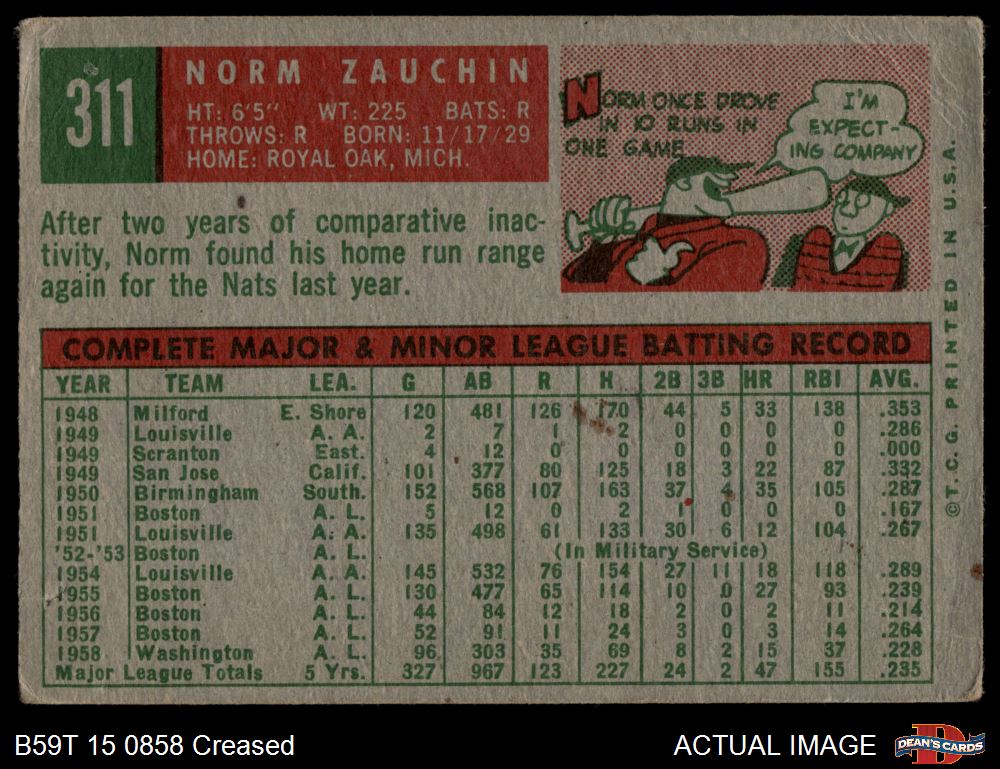 311
NORM ZAUCHIN
HT: 6'5" WT: 225 BATS: R
THROWS: R BORN: 11/17/29
HOME: ROYAL OAK, MICH.
NORM ONCE DROVE
IN 10 RUNS IN
ONE GAME
I'M
EXPECT-
ING COMPANY
After two years of comparative inac-
tivity, Norm found his home run range
again for the Nats last year.
COMPLETE MAJOR & MINOR LEAGUE BATTING RECORD
YEAR TEAM LEA. G AB R H 2B 3B HR RBI AVG.
1948 Milford E. Shore 120 481 126 170 44 5 33 138 .353
1949 Louisville A. A. 2 7 1 2 0 0 0 0 .286
1949 Scranton East. 4 12 0 0 0 0 0 0 .000
1949 San Jose Calif. 101 377 80 125 18 3 22 87 .332
1950 Birmingham South. 152 568 107 163 37 4 35 105 .287
1951 Boston A. L. 5 12 0 2 1 0 0 0 .167
1951 Louisville A. A. 135 498 61 133 30 6 12 104 .267
'52-'53 Boston A. L. (In Military Service)
1954 Louisville A. A. 145 532 76 154 27 11 18 118 .289
1955 Boston A. L. 130 477 65 114 10 0 27 93 .239
1956 Boston A. L. 44 84 12 18 2 0 2 11 .214
1957 Boston A. L. 52 91 11 24 3 0 3 14 .264
1958 Washington A. L. 96 303 35 69 8 2 15 37 .228
Major League Totals 5 Yrs. 327 967 123 227 24 2 47 155 .235
©T.C.G. PRINTED IN U.S.A.
B59T 15 0858 Creased
ACTUAL IMAGE
DEAN'S CARDS